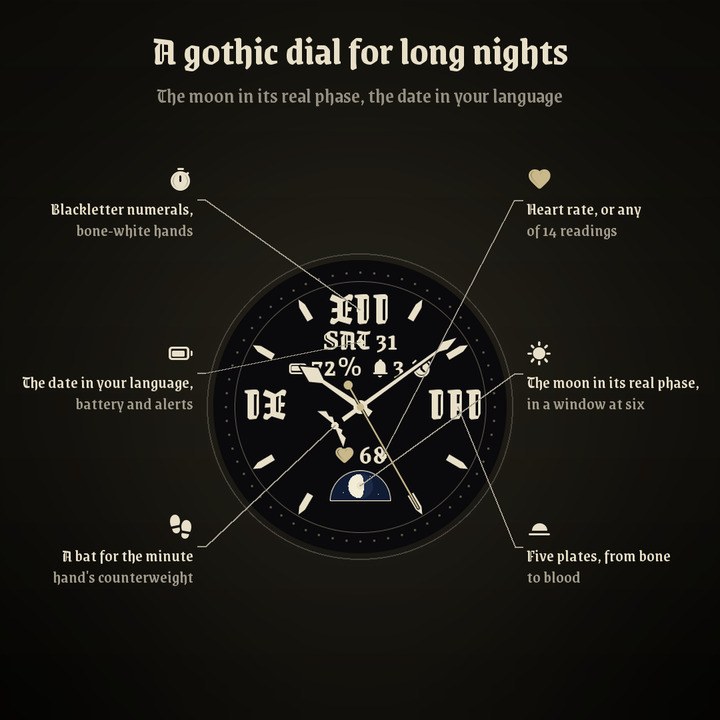 A gothic dial for long nights
The moon in its real phase, the date in your language
Blackletter numerals,
bone-white hands
Heart rate, or any
of 14 readings
XII
SAT 31
72% 3
The date in your language,
battery and alerts
The moon in its real phase,
in a window at six
IX
68
A bat for the minute
hand's counterweight
Five plates, from bone
to blood